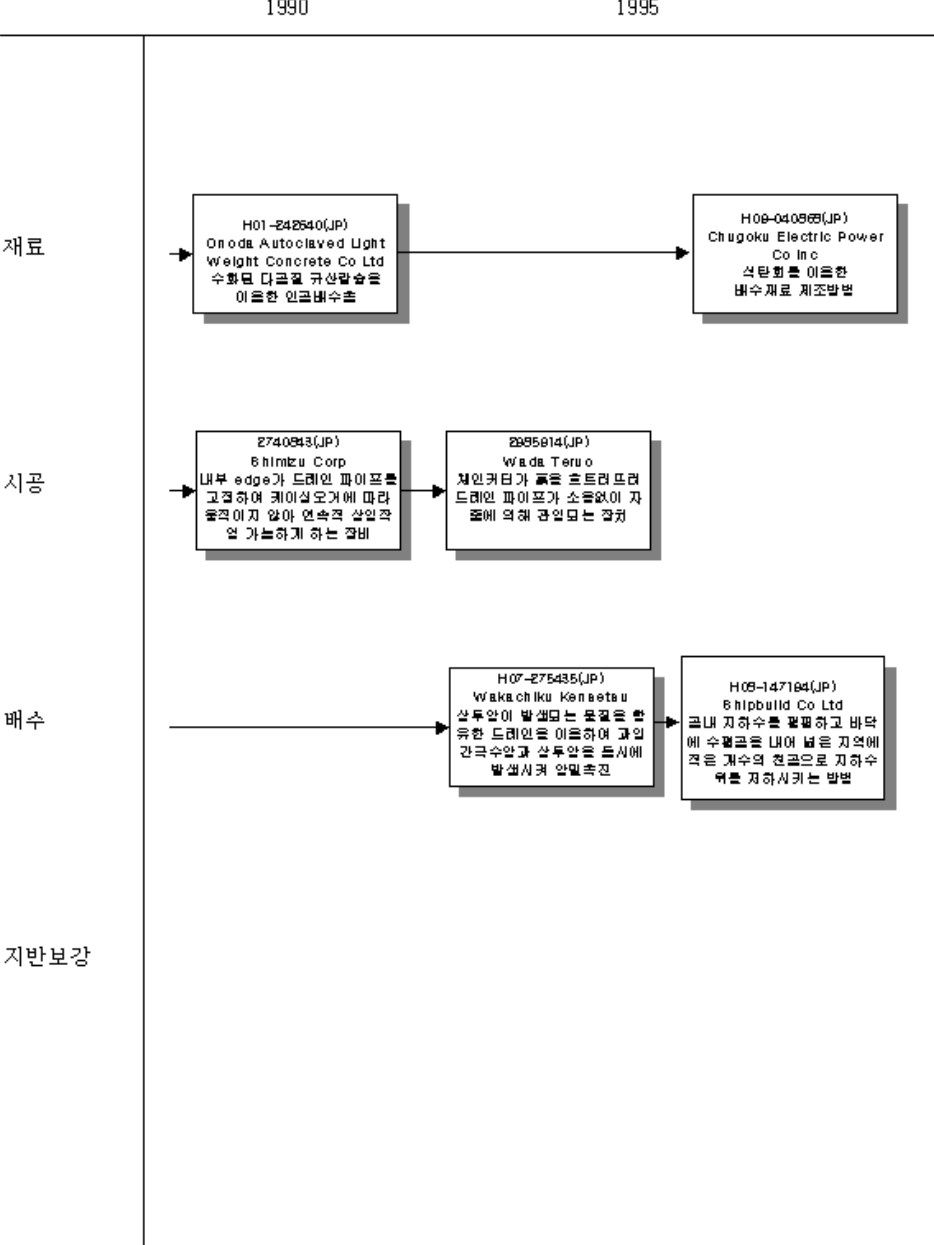 1990
1995
재료
H01-242640(JP)
Onoda Autoclaved Light
Weight Concrete Co Ltd
수화된 다공질 규산칼슘을
이용한 인공배수층
Chugoku Electric Power
Co Inc
석탄회를 이용한
배수재료 제조방법
시공
(JP)
Shimizu Corp
내부 edge가 드레인 파이프를
고정하여 케이싱오거에 따라
움직이지 않아 연속적 삽입작
업 가능하게 하는 장비
(JP)
Wada Teruo
체인커터가 흙을 흐트러뜨려
드레인 파이프가 소음없이 자
중에 의해 관입되는 장치
배수
H07-275435(JP)
Wakachiku Kensetsu
삼투압이 발생되는 물질을 함
유한 드레인을 이용하여 과잉
간극수압과 삼투압을 동시에
발생시켜 압밀촉진
Shipbuild Co Ltd
공내 지하수를 펌핑하고 바닥
에 수평공을 내어 넓은 지역에
적은 개수의 천공으로 지하수
위를 저하시키는 방법
지반보강